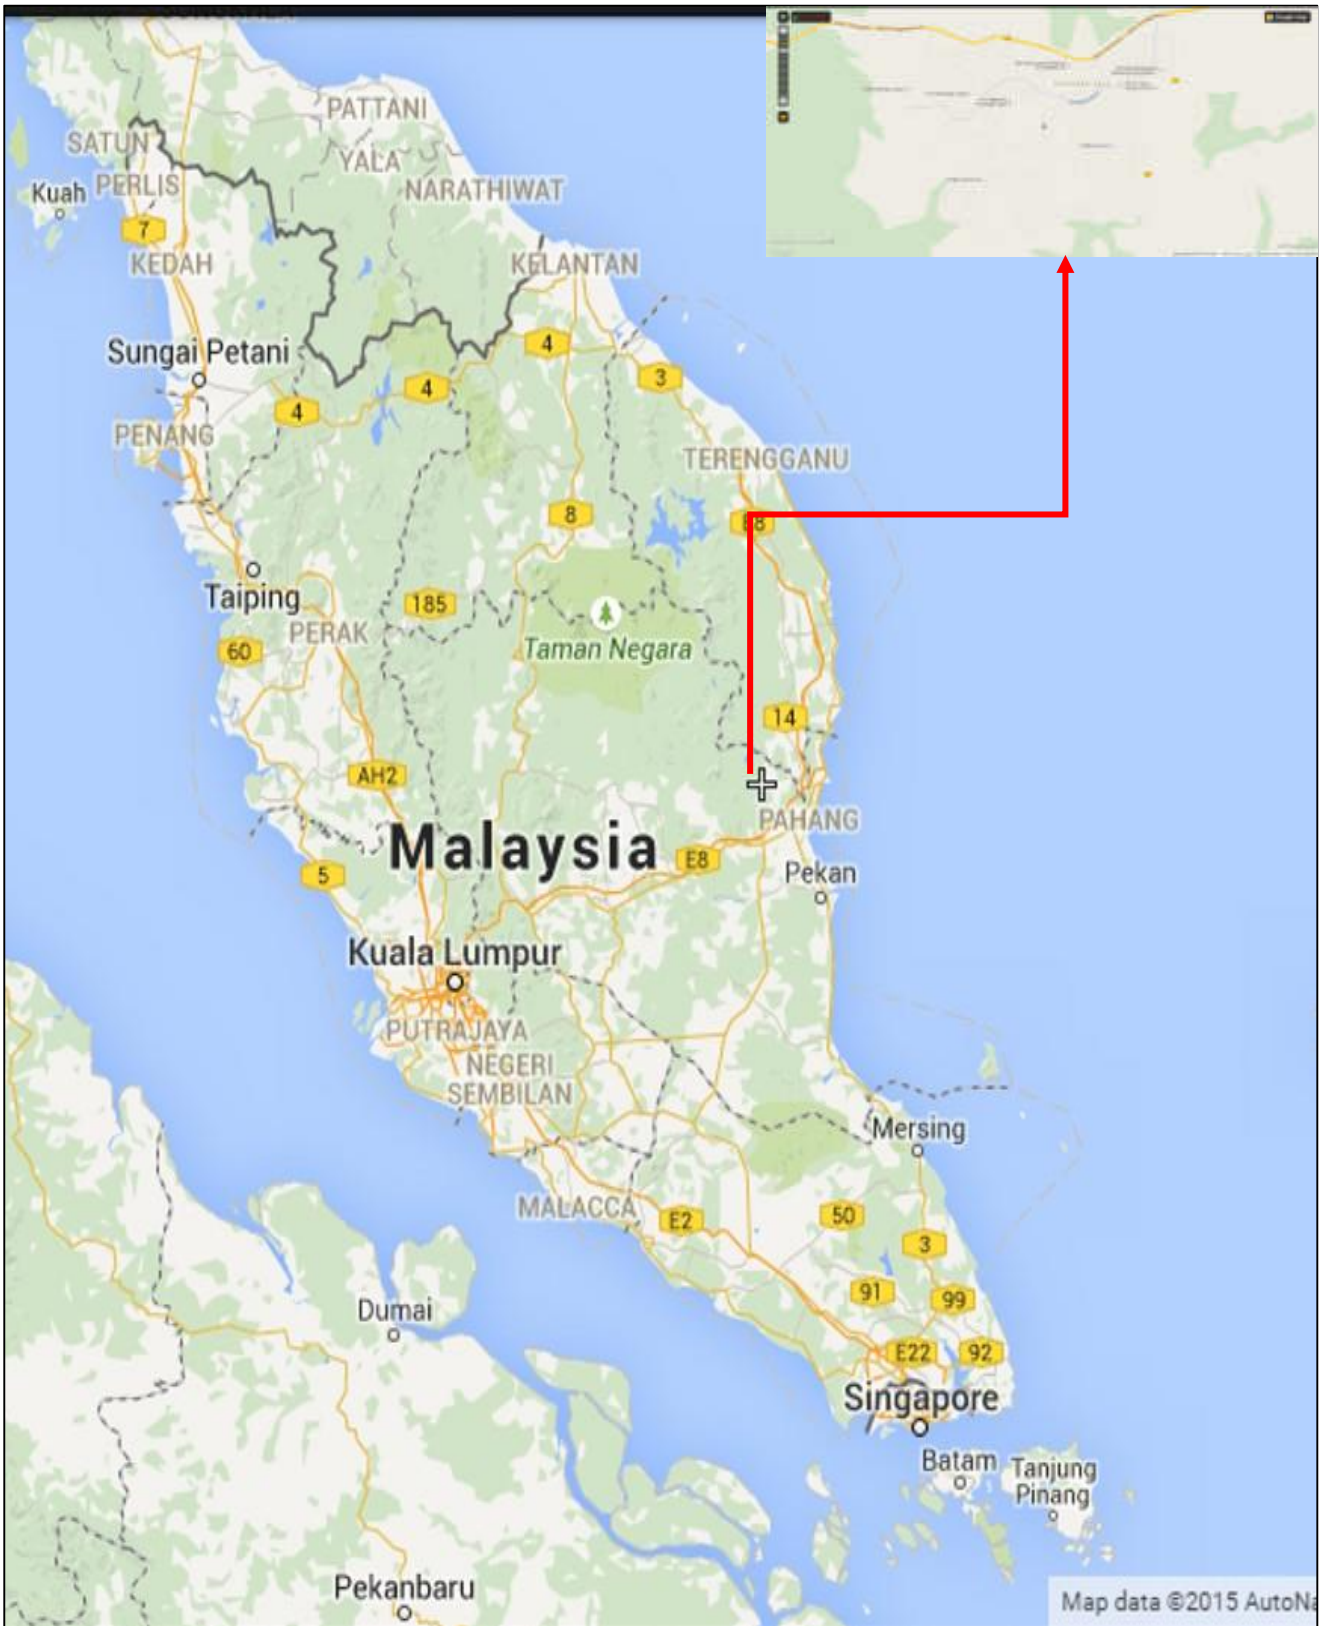 PATTANI
SATUN
YALA
Kuah
PERLIS
NARATHIWAT
7
KEDAH
KELANTAN
Sungai Petani
4
3
4
4
PENANG
TERENGGANU
8
Taiping
185
PERAK
60
Taman Negara
14
AH2
PAHANG
Malaysia
E8
5
Pekan
Kuala Lumpur
PUTRAJAYA
NEGERI
SEMBILAN
Mersing
MALACCA
E2
50
3
91
99
Dumai
E22
92
Singapore
Batam
Tanjung
Pinang
Pekanbaru
Map data ©2015 AutoNa